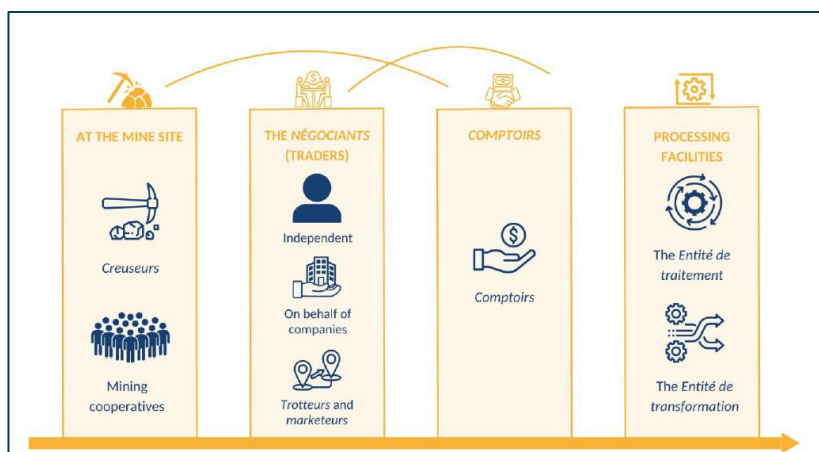 AT THE MINE SITE
Creuseurs
Mining
cooperatives
THE NÉGOCIANTS
(TRADERS)
Independent
On behalf of
companies
Trotteurs and
marketeurs
COMPTOIRS
Comptoirs
PROCESSING
FACILITIES
The Entité de
traitement
The Entité de
transformation